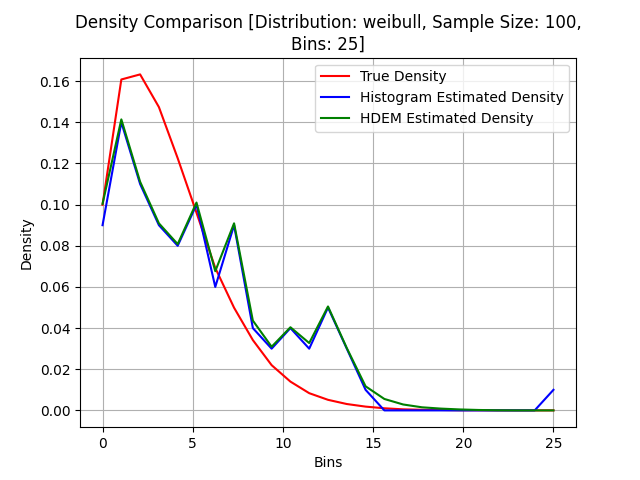 Density Comparison [Distribution: weibull, Sample Size: 100,
Bins: 25]
True Density
Histogram Estimated Density
HDEM Estimated Density
Density
0.16
0.14
0.12
0.10
0.08
0.06
0.04
0.02
0.00
0 5 10 15 20 25
Bins